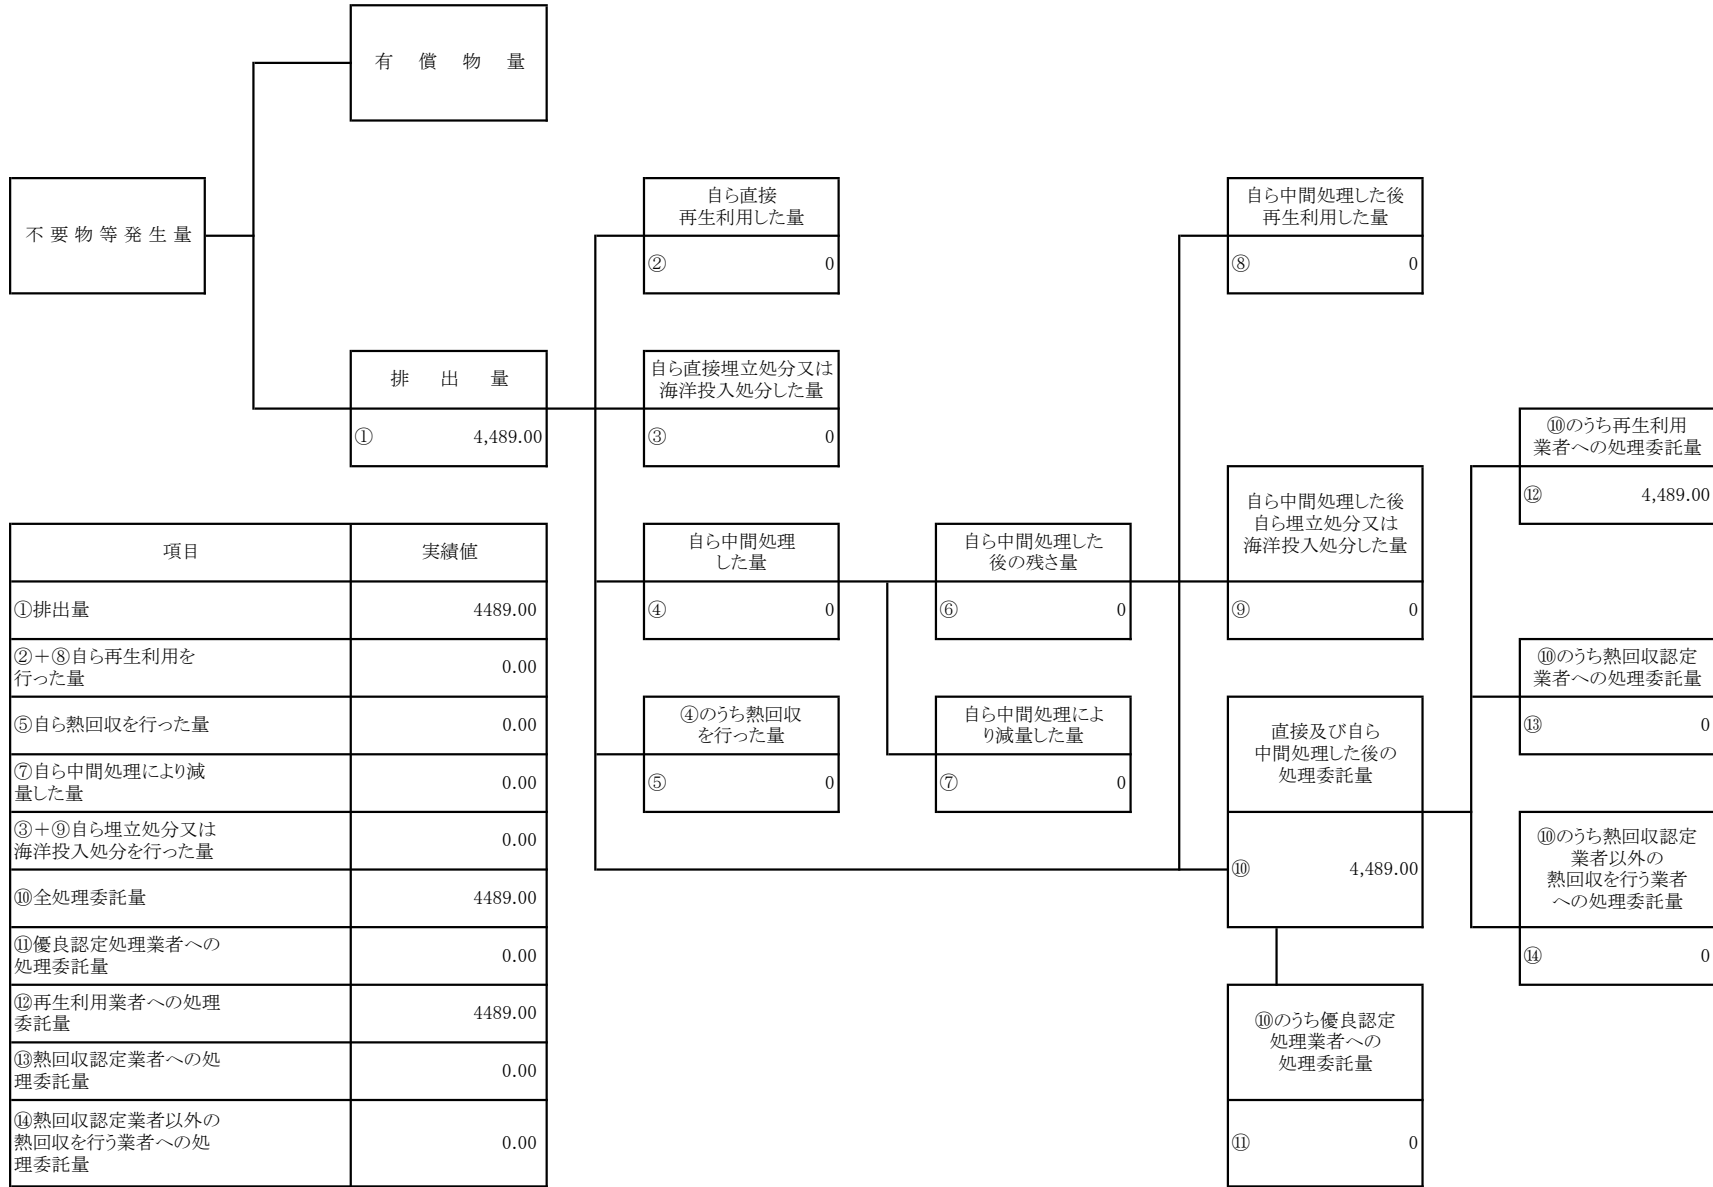 有 償 物 量
不 要 物 等 発 生 量
排 出 量
① 4,489.00
自ら直接
再生利用した量
② 0
自ら直接埋立処分又は
海洋投入処分した量
③ 0
自ら中間処理
した量
④ 0
④のうち熱回収
を行った量
⑤ 0
自ら中間処理した
後の残さ量
⑥ 0
自ら中間処理によ
り減量した量
⑦ 0
自ら中間処理した後
再生利用した量
⑧ 0
自ら中間処理した後
自ら埋立処分又は
海洋投入処分した量
⑨ 0
直接及び自ら
中間処理した後の
処理委託量
⑩ 4,489.00
⑩のうち優良認定
処理業者への
処理委託量
⑪ 0
⑩のうち再生利用
業者への処理委託量
⑫ 4,489.00
⑩のうち熱回収認定
業者への処理委託量
⑬ 0
⑩のうち熱回収認定
業者以外の
熱回収を行う業者
への処理委託量
⑭ 0
項目 実績値
①排出量 4489.00
②＋⑧自ら再生利用を
行った量 0.00
⑤自ら熱回収を行った量 0.00
⑦自ら中間処理により減
量した量 0.00
③＋⑨自ら埋立処分又は
海洋投入処分を行った量 0.00
⑩全処理委託量 4489.00
⑪優良認定処理業者への
処理委託量 0.00
⑫再生利用業者への処理
委託量 4489.00
⑬熱回収認定業者への処
理委託量 0.00
⑭熱回収認定業者以外の
熱回収を行う業者への処
理委託量 0.00